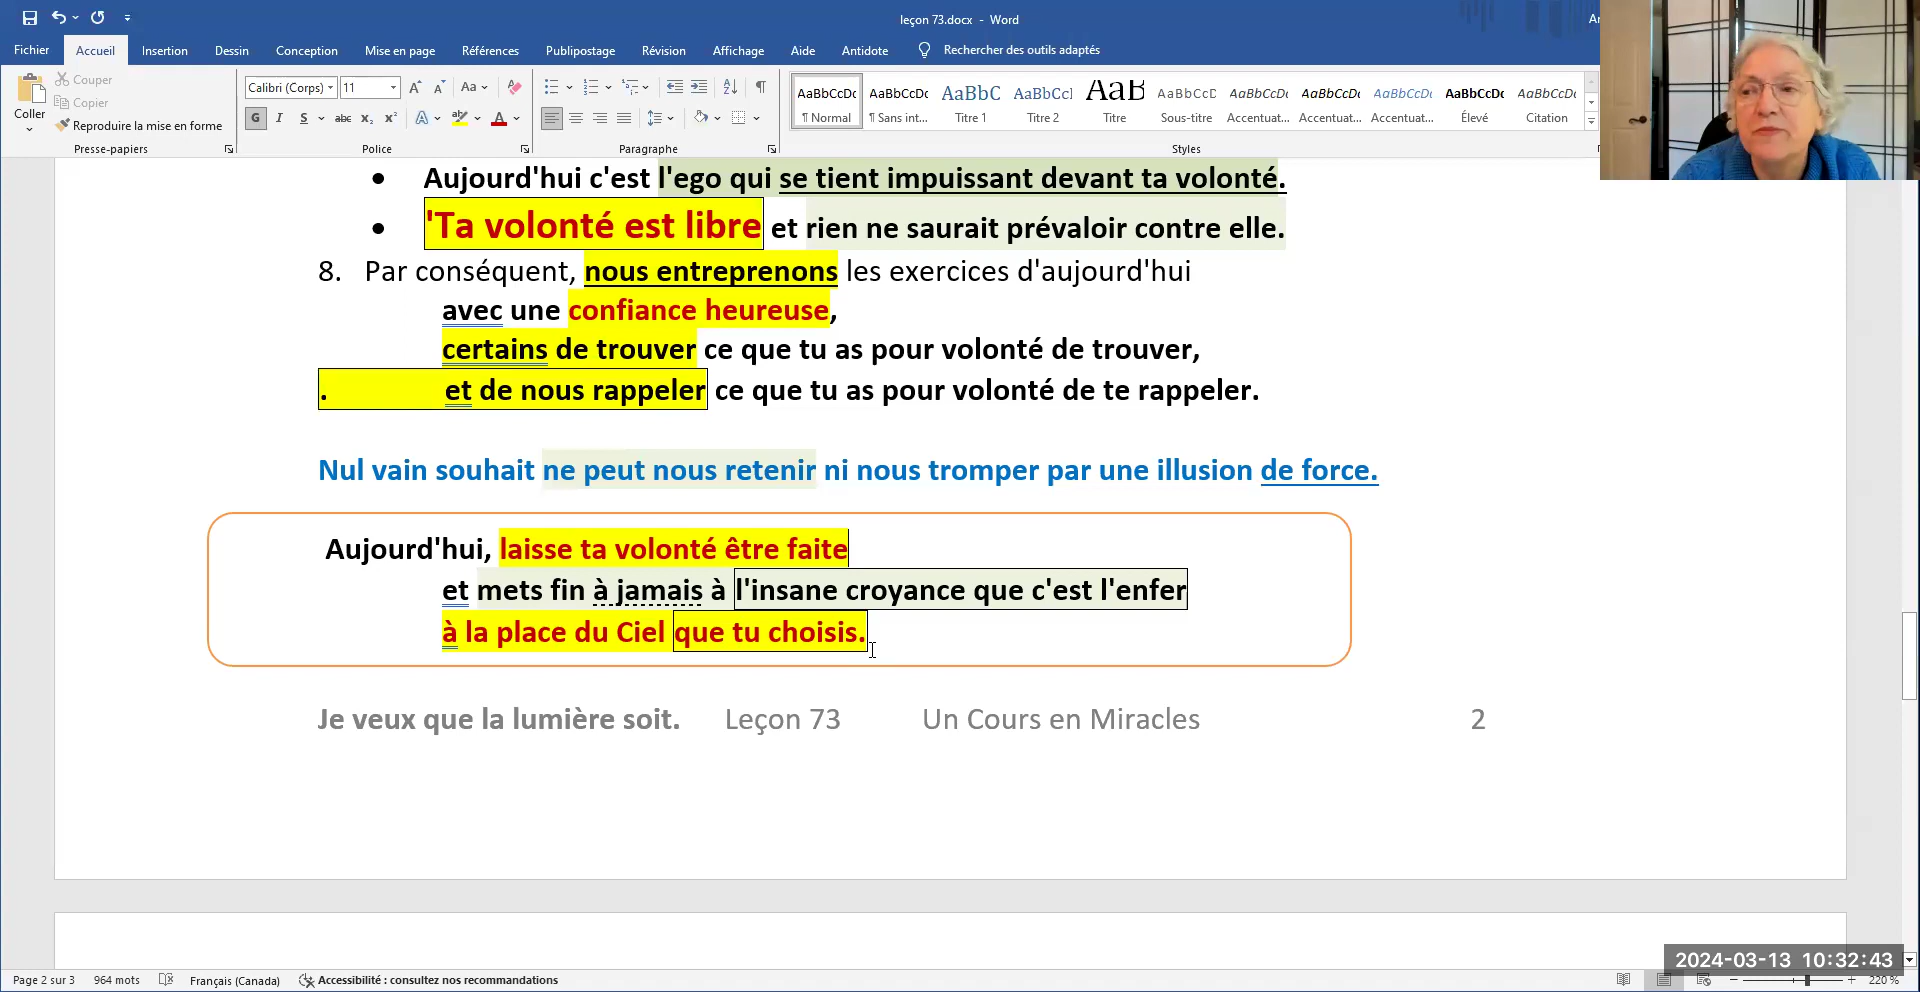 leçon 73.docx - Word
Fichier Accueil Insertion Dessin Conception Mise en page Références Publipostage Révision Affichage Aide Antidote Rechercher des outils adaptés
Coller
Couper
Copier
Reproduire la mise en forme
Presse-papiers
Calibri (Corps) 11
Police
Paragraphe
AaBbCcDc AaBbCcDc AaBbC AaBbCcI AaB AaBbCcD AaBbCcDc AaBbCcDc AaBbCcDc AaBbCcDc AaBbCcDc
¶ Normal ¶ Sans int... Titre 1 Titre 2 Titre Sous-titre Accentuat... Accentuat... Accentuat... Élevé Citation
Styles
• Aujourd'hui c'est l'ego qui se tient impuissant devant ta volonté.
• 'Ta volonté est libre et rien ne saurait prévaloir contre elle.
8. Par conséquent, nous entreprenons les exercices d'aujourd'hui
avec une confiance heureuse,
certains de trouver ce que tu as pour volonté de trouver,
. et de nous rappeler ce que tu as pour volonté de te rappeler.
Nul vain souhait ne peut nous retenir ni nous tromper par une illusion de force.
Aujourd'hui, laisse ta volonté être faite
et mets fin à jamais à l'insane croyance que c'est l'enfer
à la place du Ciel que tu choisis.
Je veux que la lumière soit. Leçon 73 Un Cours en Miracles 2
2024-03-13 10:32:43
Page 2 sur 3 964 mots Français (Canada) Accessibilité : consultez nos recommandations 220 %